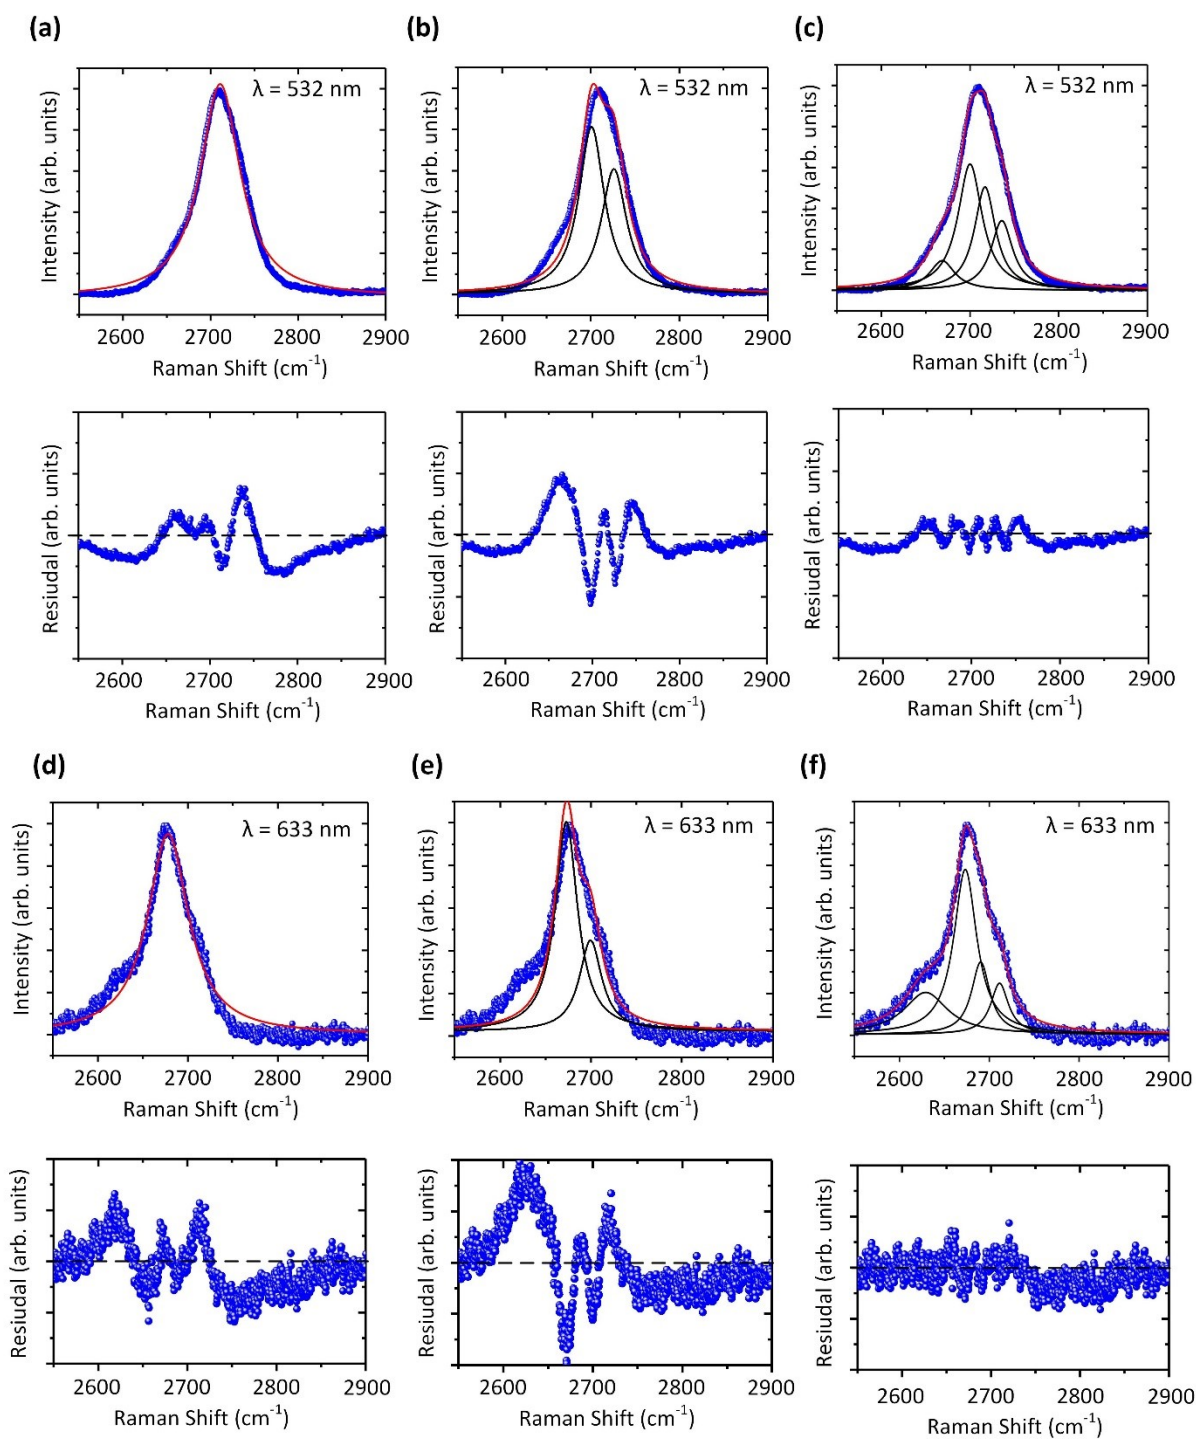 (a) (b) (c)
λ = 532 nm λ = 532 nm λ = 532 nm
Intensity (arb. units) Intensity (arb. units) Intensity (arb. units)
2600 2700 2800 2900 2600 2700 2800 2900 2600 2700 2800 2900
Raman Shift (cm⁻¹) Raman Shift (cm⁻¹) Raman Shift (cm⁻¹)
Resiudal (arb. units) Resiudal (arb. units) Resiudal (arb. units)
2600 2700 2800 2900 2600 2700 2800 2900 2600 2700 2800 2900
Raman Shift (cm⁻¹) Raman Shift (cm⁻¹) Raman Shift (cm⁻¹)
(d) (e) (f)
λ = 633 nm λ = 633 nm λ = 633 nm
Intensity (arb. units) Intensity (arb. units) Intensity (arb. units)
2600 2700 2800 2900 2600 2700 2800 2900 2600 2700 2800 2900
Raman Shift (cm⁻¹) Raman Shift (cm⁻¹) Raman Shift (cm⁻¹)
Resiudal (arb. units) Resiudal (arb. units) Resiudal (arb. units)
2600 2700 2800 2900 2600 2700 2800 2900 2600 2700 2800 2900
Raman Shift (cm⁻¹) Raman Shift (cm⁻¹) Raman Shift (cm⁻¹)